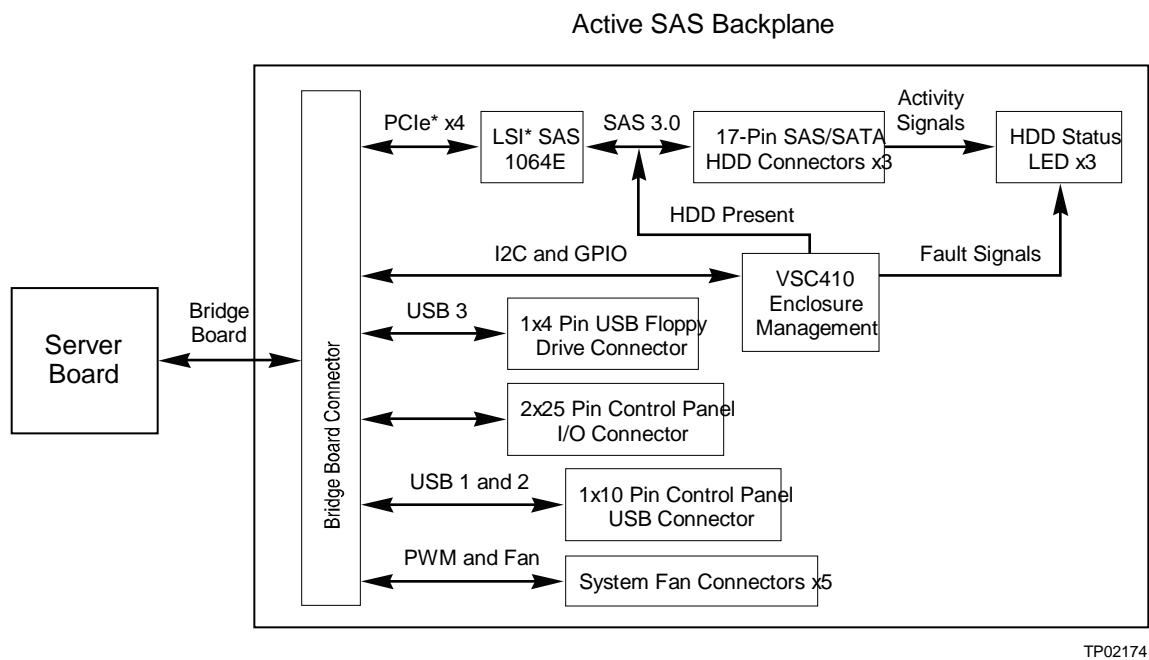 Active SAS Backplane
PCIe* x4
LSI* SAS
1064E
SAS 3.0
17-Pin SAS/SATA
HDD Connectors x3
Activity
Signals
HDD Status
LED x3
HDD Present
I2C and GPIO
VSC410
Enclosure
Management
Fault Signals
Server
Board
Bridge
Board
Bridge Board Connector
USB 3
1x4 Pin USB Floppy
Drive Connector
2x25 Pin Control Panel
I/O Connector
USB 1 and 2
1x10 Pin Control Panel
USB Connector
PWM and Fan
System Fan Connectors x5
TP02174